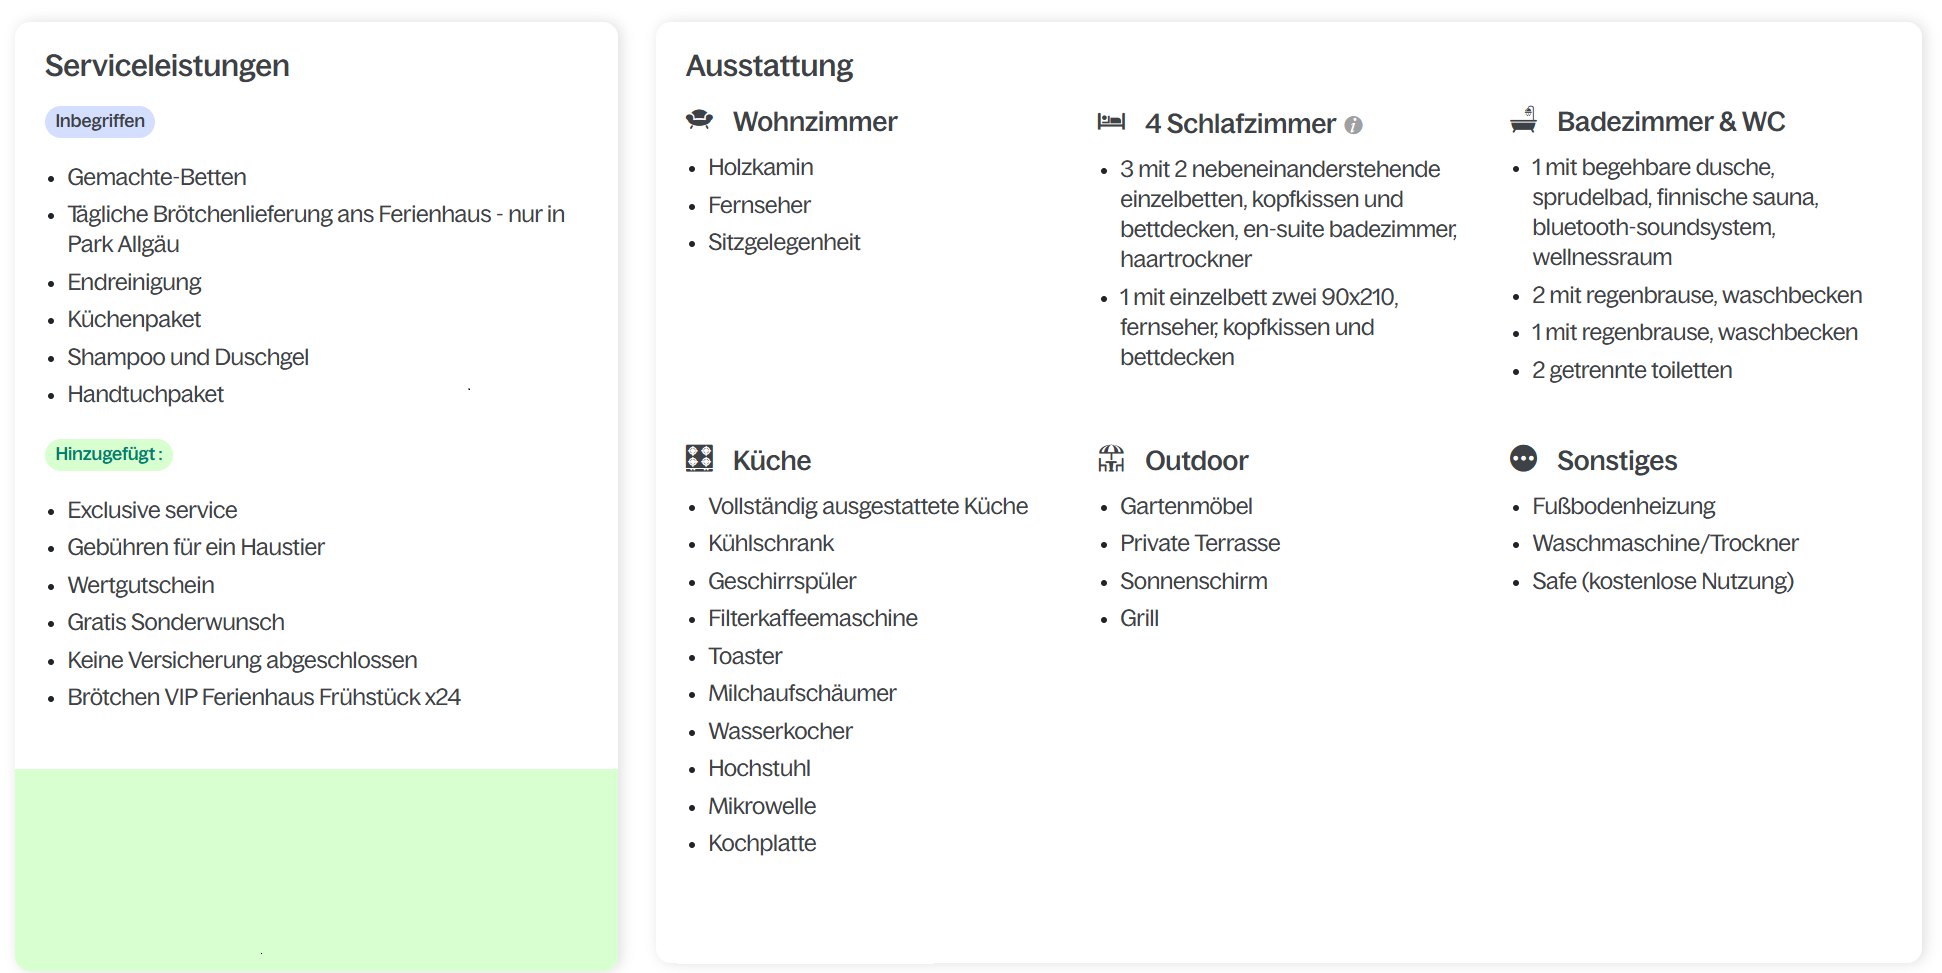 Serviceleistungen
Inbegriffen
Gemachte-Betten
Tägliche Brötchenlieferung ans Ferienhaus - nur in
Park Allgäu
Endreinigung
Küchenpaket
Shampoo und Duschgel
Handtuchpaket
Hinzugefügt :
Exclusive service
Gebühren für ein Haustier
Wertgutschein
Gratis Sonderwunsch
Keine Versicherung abgeschlossen
Brötchen VIP Ferienhaus Frühstück x24
Ausstattung
Wohnzimmer
Holzkamin
Fernseher
Sitzgelegenheit
4 Schlafzimmer i
3 mit 2 nebeneinanderstehende
einzelbetten, kopfkissen und
bettdecken, en-suite badezimmer,
haartrockner
1 mit einzelbett zwei 90x210,
fernseher, kopfkissen und
bettdecken
Badezimmer & WC
1 mit begehbare dusche,
sprudelbad, finnische sauna,
bluetooth-soundsystem,
wellnessraum
2 mit regenbrause, waschbecken
1 mit regenbrause, waschbecken
2 getrennte toiletten
Küche
Vollständig ausgestattete Küche
Kühlschrank
Geschirrspüler
Filterkaffeemaschine
Toaster
Milchaufschäumer
Wasserkocher
Hochstuhl
Mikrowelle
Kochplatte
Outdoor
Gartenmöbel
Private Terrasse
Sonnenschirm
Grill
Sonstiges
Fußbodenheizung
Waschmaschine/Trockner
Safe (kostenlose Nutzung)